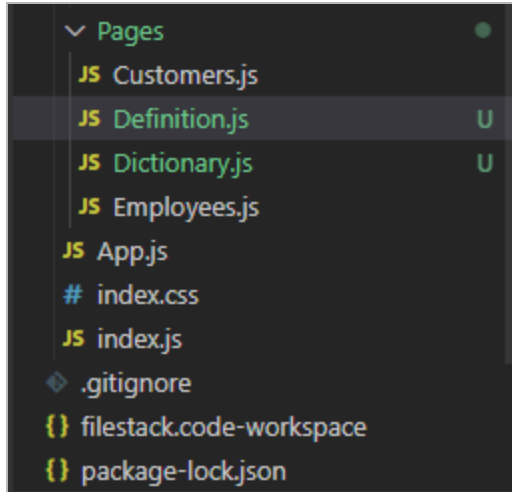 Pages
JS Customers.js
JS Definition.js U
JS Dictionary.js U
JS Employees.js
JS App.js
# index.css
JS index.js
.gitignore
{} filestack.code-workspace
{} package-lock.json